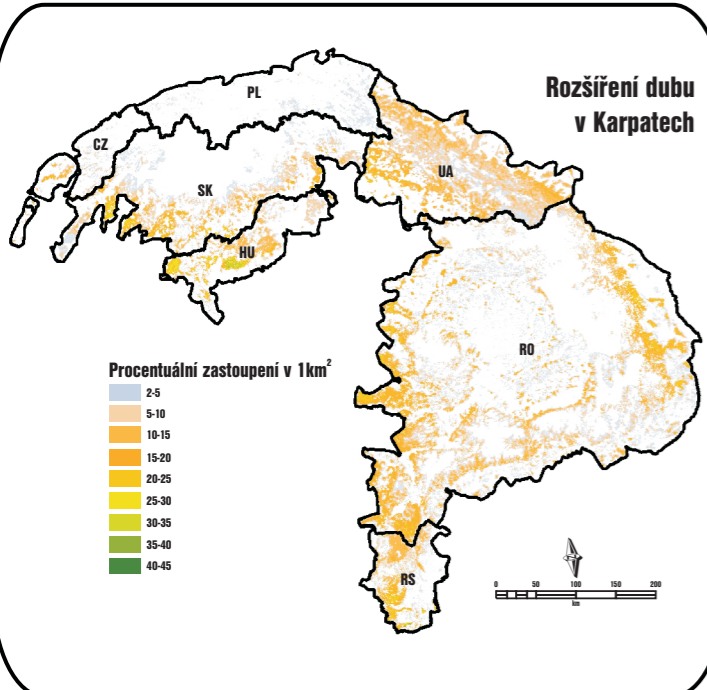 Rozšíření dubu
v Karpatech
PL
CZ
SK
UA
HU
RO
RS
Procentuální zastoupení v 1km²
2-5
5-10
10-15
15-20
20-25
25-30
30-35
35-40
40-45
0 50 100 150 200
km